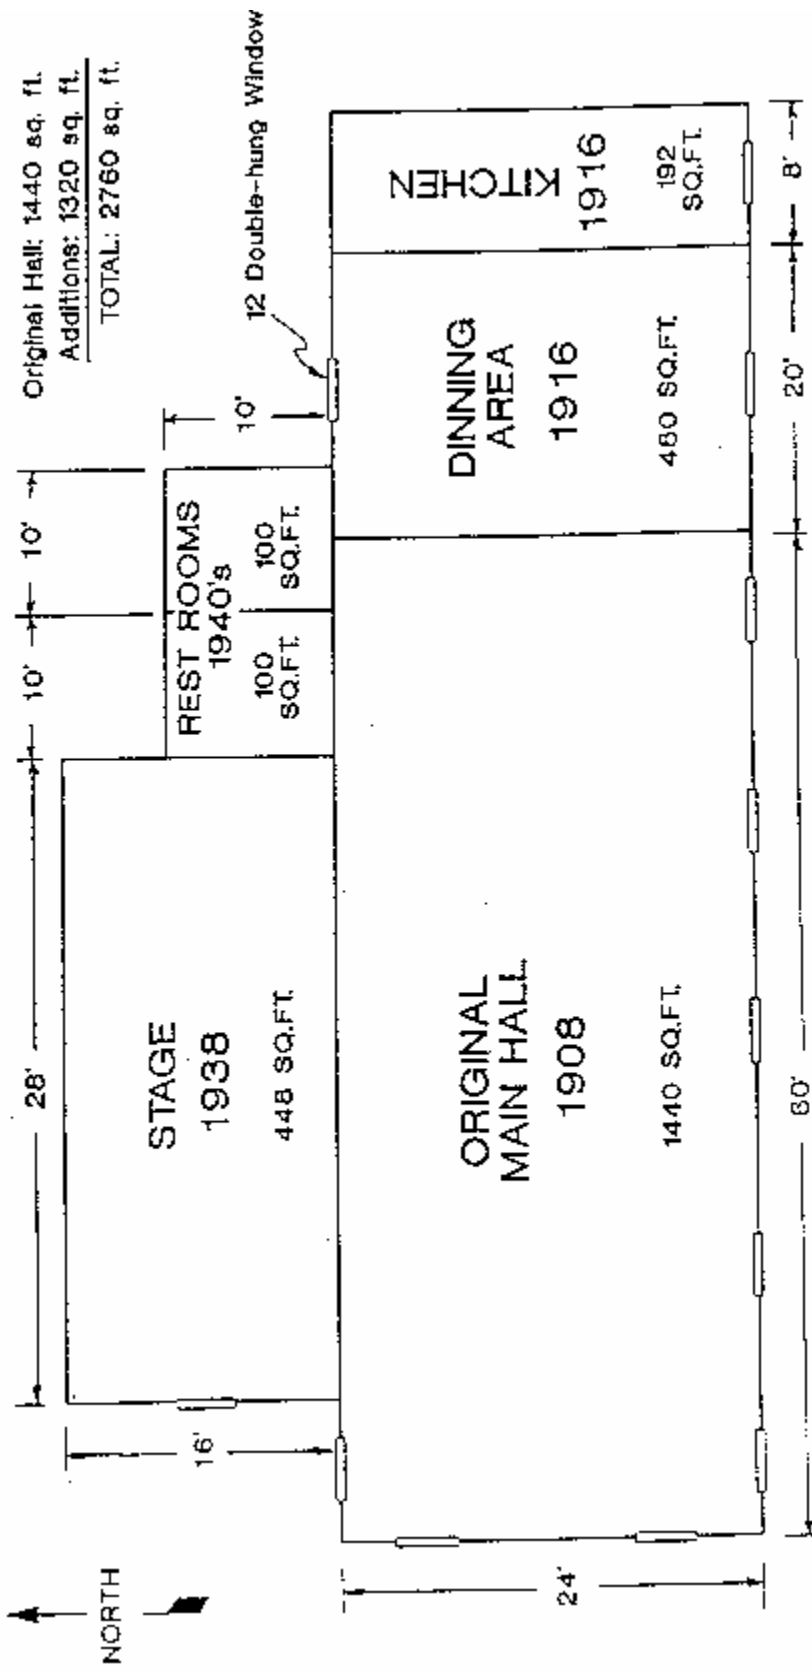 Original Hall: 1440 sq. ft.
Additions: 1320 sq. ft.
TOTAL: 2760 sq. ft.
12 Double-hung Window
NORTH
28'
10'
10'
10'
16'
STAGE
1938
448 SQ.FT.
REST ROOMS
1940's
100
SQ.FT.
100
SQ.FT.
ORIGINAL
MAIN HALL
1908
1440 SQ.FT.
DINNING
AREA
1916
480 SQ.FT.
KITCHEN
1916
192
SQ.FT.
24'
60'
20'
8'